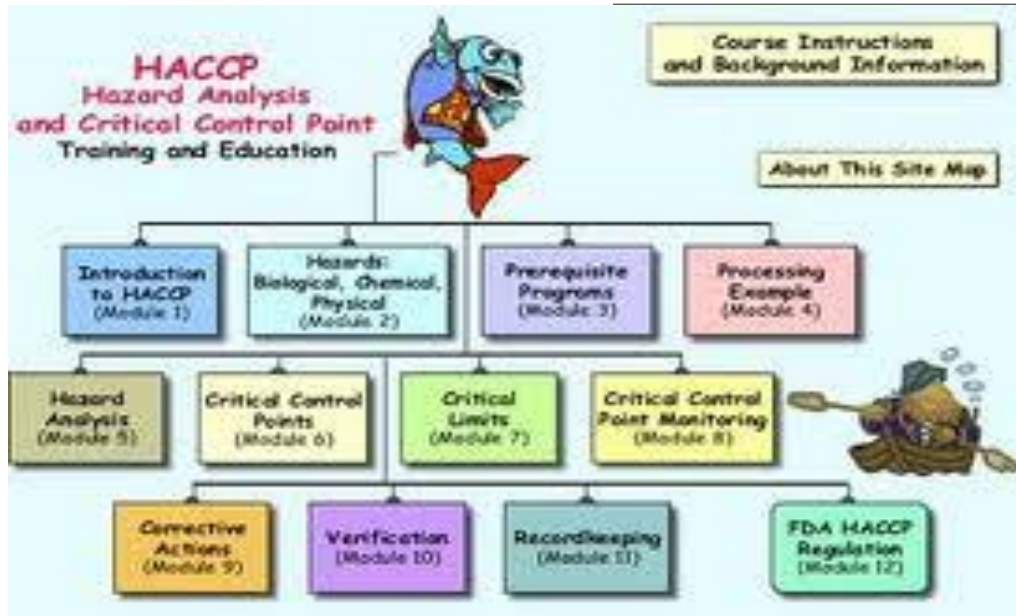 HACCP
Hazard Analysis
and Critical Control Point
Training and Education
Course Instructions
and Background Information
About This Site Map
Introduction
to HACCP
(Module 1)
Hazards:
Biological, Chemical,
Physical
(Module 2)
Prerequisite
Programs
(Module 3)
Processing
Example
(Module 4)
Hazard
Analysis
(Module 5)
Critical Control
Points
(Module 6)
Critical
Limits
(Module 7)
Critical Control
Point Monitoring
(Module 8)
Corrective
Actions
(Module 9)
Verification
(Module 10)
Recordkeeping
(Module 11)
FDA HACCP
Regulation
(Module 12)